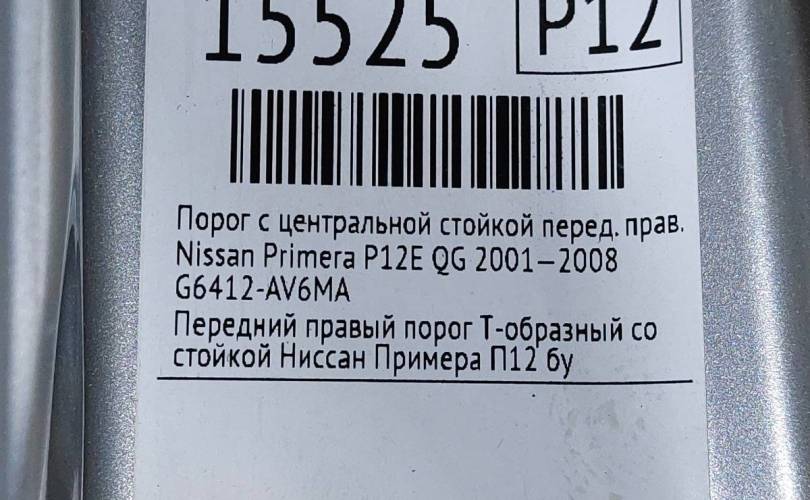 15525 P12
Порог с центральной стойкой перед. прав.
Nissan Primera P12E QG 2001—2008
G6412-AV6MA
Передний правый порог Т-образный со
стойкой Ниссан Примера П12 бу